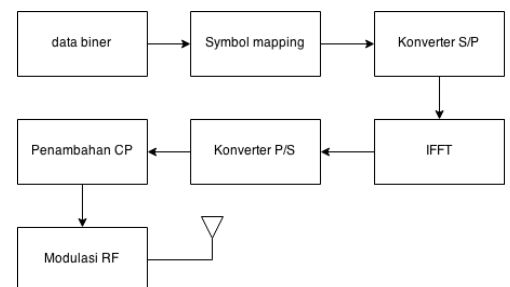 data biner
Symbol mapping
Konverter S/P
IFFT
Konverter P/S
Penambahan CP
Modulasi RF